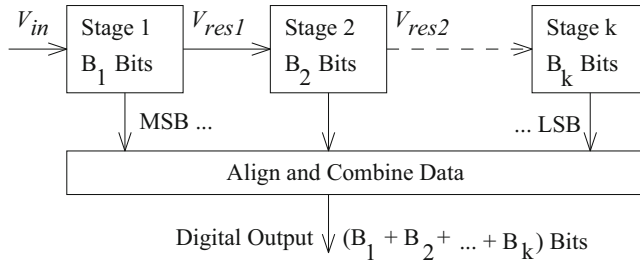 V_in Stage 1 V_res1 Stage 2 V_res2 Stage k
B_1 Bits B_2 Bits B_k Bits
MSB ... ... LSB
Align and Combine Data
Digital Output (B_1 + B_2 + ... + B_k) Bits